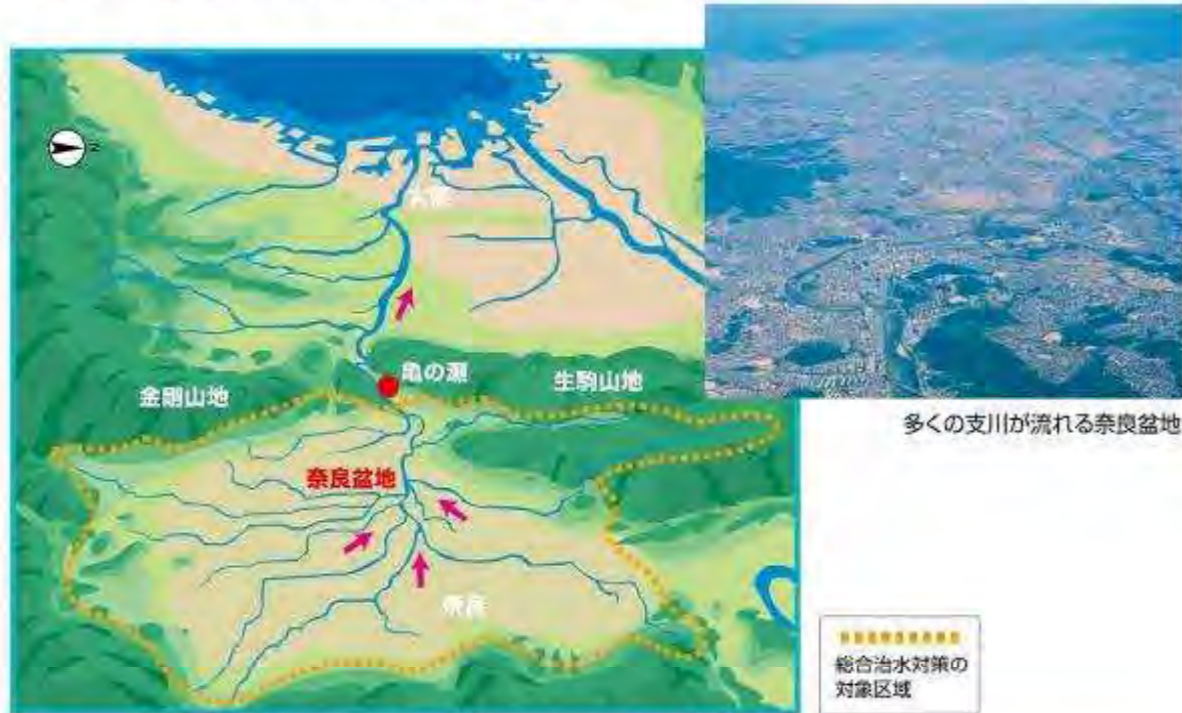 N
大阪
亀の瀬
金剛山地
生駒山地
奈良盆地
奈良
多くの支川が流れる奈良盆地
総合治水対策の
対象区域